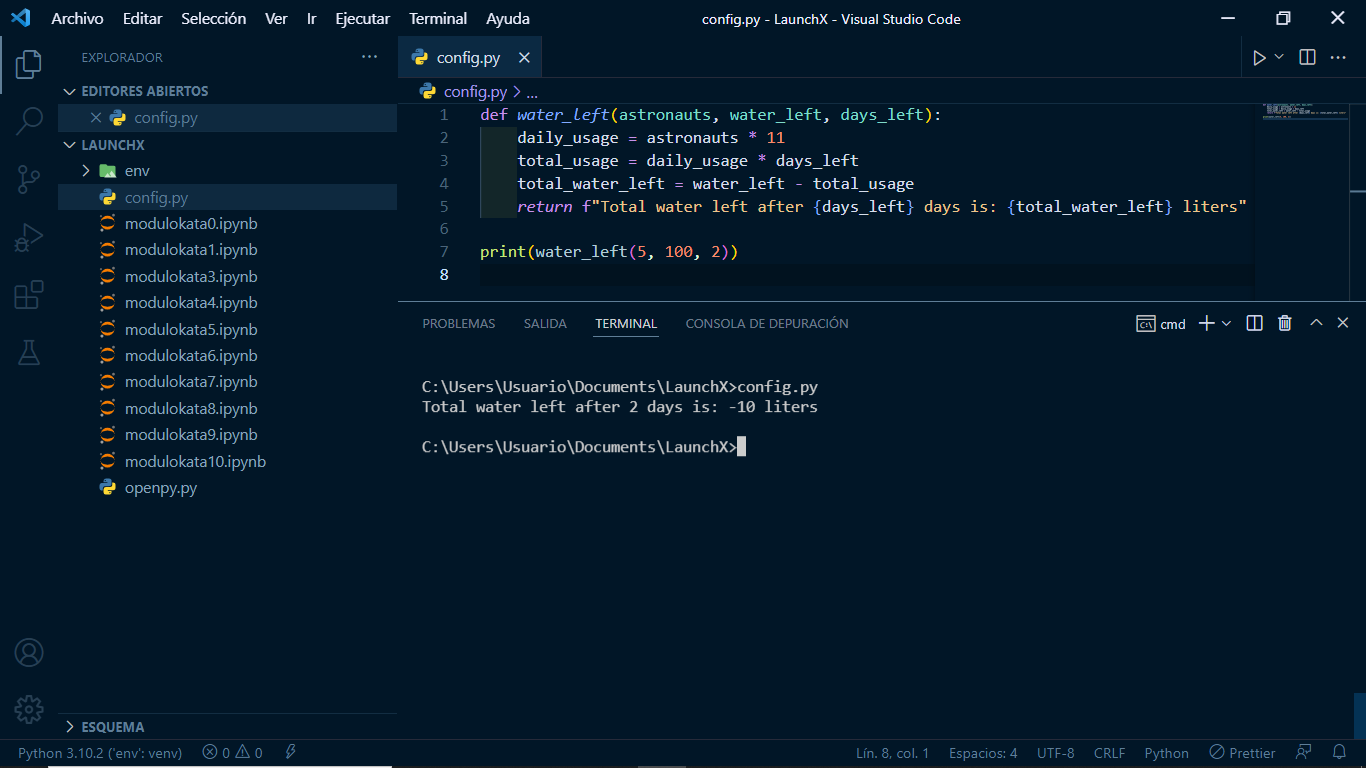 Archivo Editar Selección Ver Ir Ejecutar Terminal Ayuda config.py - LaunchX - Visual Studio Code
EXPLORADOR
EDITORES ABIERTOS
config.py
LAUNCHX
env
config.py
modulokata0.ipynb
modulokata1.ipynb
modulokata3.ipynb
modulokata4.ipynb
modulokata5.ipynb
modulokata6.ipynb
modulokata7.ipynb
modulokata8.ipynb
modulokata9.ipynb
modulokata10.ipynb
openpy.py
ESQUEMA
config.py
config.py > ...
1 def water_left(astronauts, water_left, days_left):
2     daily_usage = astronauts * 11
3     total_usage = daily_usage * days_left
4     total_water_left = water_left - total_usage
5     return f"Total water left after {days_left} days is: {total_water_left} liters"
6
7 print(water_left(5, 100, 2))
8
PROBLEMAS SALIDA TERMINAL CONSOLA DE DEPURACIÓN cmd
C:\Users\Usuario\Documents\LaunchX>config.py
Total water left after 2 days is: -10 liters
C:\Users\Usuario\Documents\LaunchX>
Python 3.10.2 ('env': venv) 0 0 Lín. 8, col. 1 Espacios: 4 UTF-8 CRLF Python Prettier